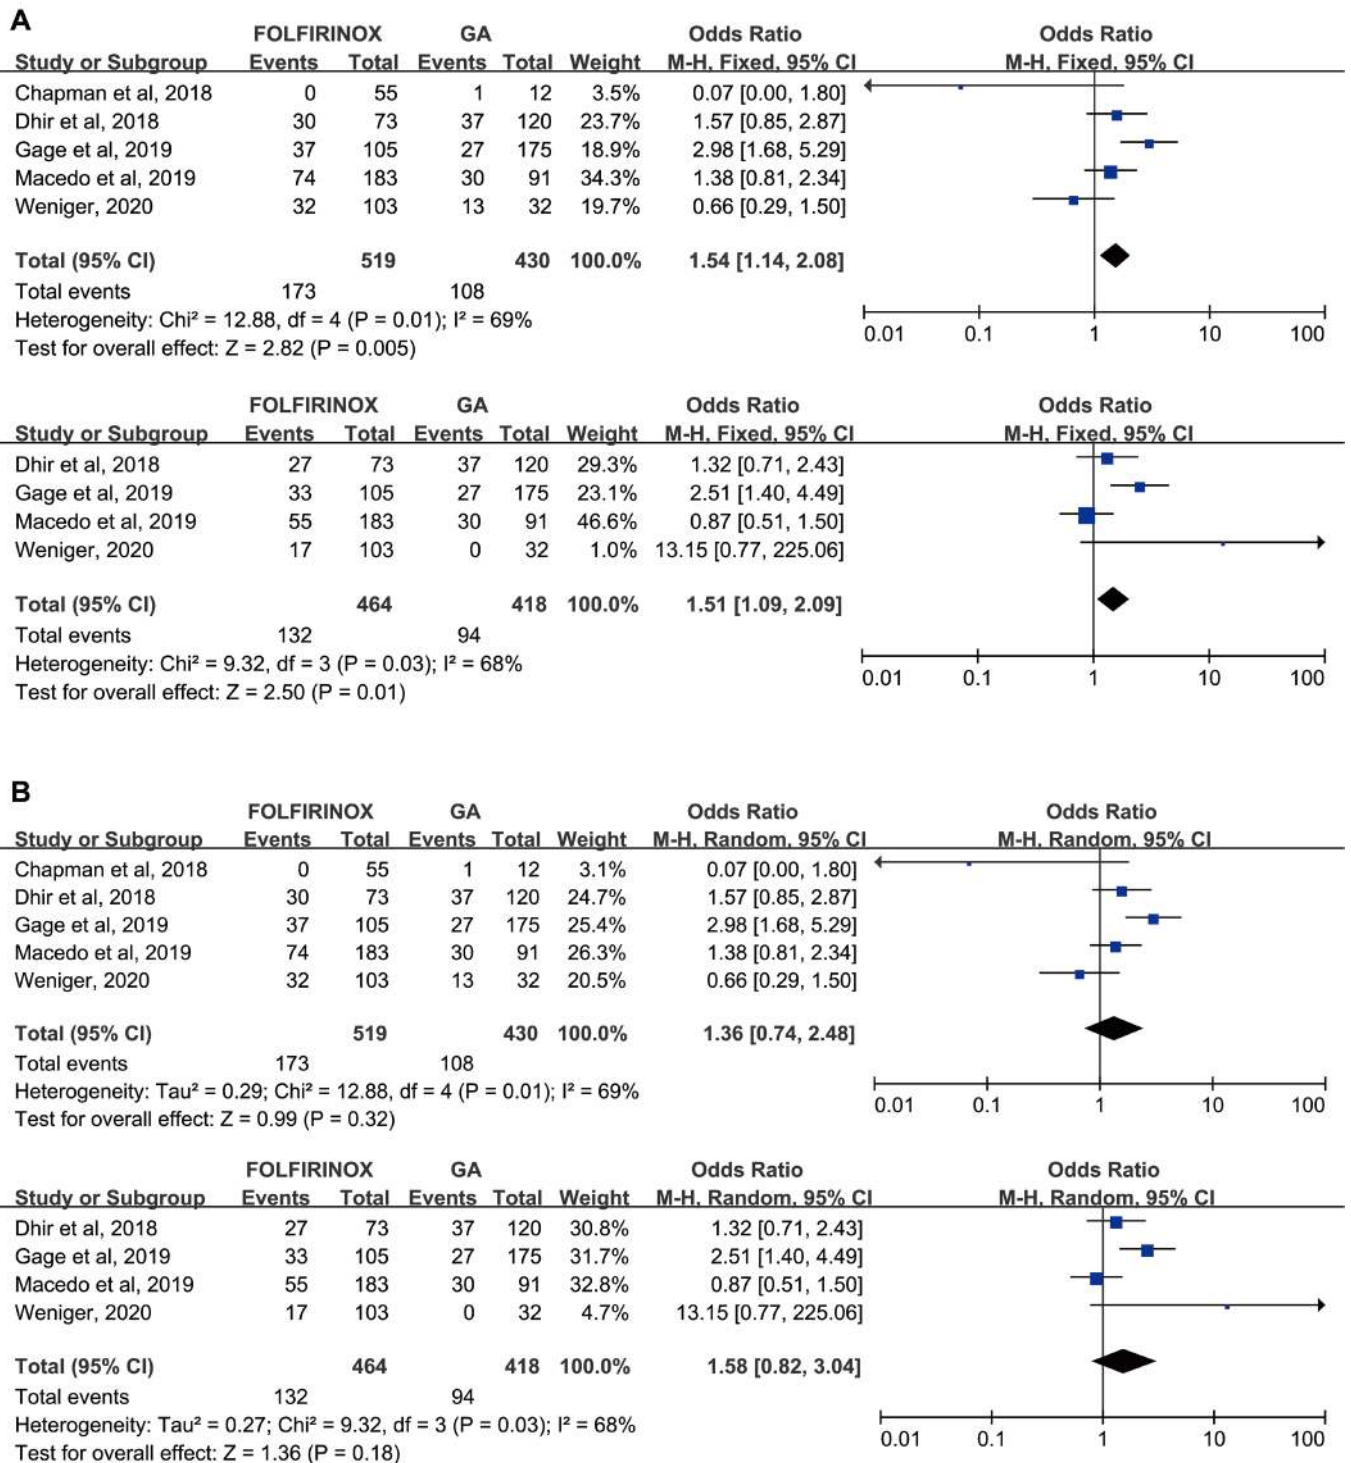 A
FOLFIRINOX GA Odds Ratio Odds Ratio
Study or Subgroup Events Total Events Total Weight M-H, Fixed, 95% CI M-H, Fixed, 95% CI
Chapman et al, 2018 0 55 1 12 3.5% 0.07 [0.00, 1.80]
Dhir et al, 2018 30 73 37 120 23.7% 1.57 [0.85, 2.87]
Gage et al, 2019 37 105 27 175 18.9% 2.98 [1.68, 5.29]
Macedo et al, 2019 74 183 30 91 34.3% 1.38 [0.81, 2.34]
Weniger, 2020 32 103 13 32 19.7% 0.66 [0.29, 1.50]
Total (95% CI) 519 430 100.0% 1.54 [1.14, 2.08]
Total events 173 108
Heterogeneity: Chi² = 12.88, df = 4 (P = 0.01); I² = 69%
Test for overall effect: Z = 2.82 (P = 0.005)
0.01 0.1 1 10 100
FOLFIRINOX GA Odds Ratio Odds Ratio
Study or Subgroup Events Total Events Total Weight M-H, Fixed, 95% CI M-H, Fixed, 95% CI
Dhir et al, 2018 27 73 37 120 29.3% 1.32 [0.71, 2.43]
Gage et al, 2019 33 105 27 175 23.1% 2.51 [1.40, 4.49]
Macedo et al, 2019 55 183 30 91 46.6% 0.87 [0.51, 1.50]
Weniger, 2020 17 103 0 32 1.0% 13.15 [0.77, 225.06]
Total (95% CI) 464 418 100.0% 1.51 [1.09, 2.09]
Total events 132 94
Heterogeneity: Chi² = 9.32, df = 3 (P = 0.03); I² = 68%
Test for overall effect: Z = 2.50 (P = 0.01)
0.01 0.1 1 10 100
B
FOLFIRINOX GA Odds Ratio Odds Ratio
Study or Subgroup Events Total Events Total Weight M-H, Random, 95% CI M-H, Random, 95% CI
Chapman et al, 2018 0 55 1 12 3.1% 0.07 [0.00, 1.80]
Dhir et al, 2018 30 73 37 120 24.7% 1.57 [0.85, 2.87]
Gage et al, 2019 37 105 27 175 25.4% 2.98 [1.68, 5.29]
Macedo et al, 2019 74 183 30 91 26.3% 1.38 [0.81, 2.34]
Weniger, 2020 32 103 13 32 20.5% 0.66 [0.29, 1.50]
Total (95% CI) 519 430 100.0% 1.36 [0.74, 2.48]
Total events 173 108
Heterogeneity: Tau² = 0.29; Chi² = 12.88, df = 4 (P = 0.01); I² = 69%
Test for overall effect: Z = 0.99 (P = 0.32)
0.01 0.1 1 10 100
FOLFIRINOX GA Odds Ratio Odds Ratio
Study or Subgroup Events Total Events Total Weight M-H, Random, 95% CI M-H, Random, 95% CI
Dhir et al, 2018 27 73 37 120 30.8% 1.32 [0.71, 2.43]
Gage et al, 2019 33 105 27 175 31.7% 2.51 [1.40, 4.49]
Macedo et al, 2019 55 183 30 91 32.8% 0.87 [0.51, 1.50]
Weniger, 2020 17 103 0 32 4.7% 13.15 [0.77, 225.06]
Total (95% CI) 464 418 100.0% 1.58 [0.82, 3.04]
Total events 132 94
Heterogeneity: Tau² = 0.27; Chi² = 9.32, df = 3 (P = 0.03); I² = 68%
Test for overall effect: Z = 1.36 (P = 0.18)
0.01 0.1 1 10 100